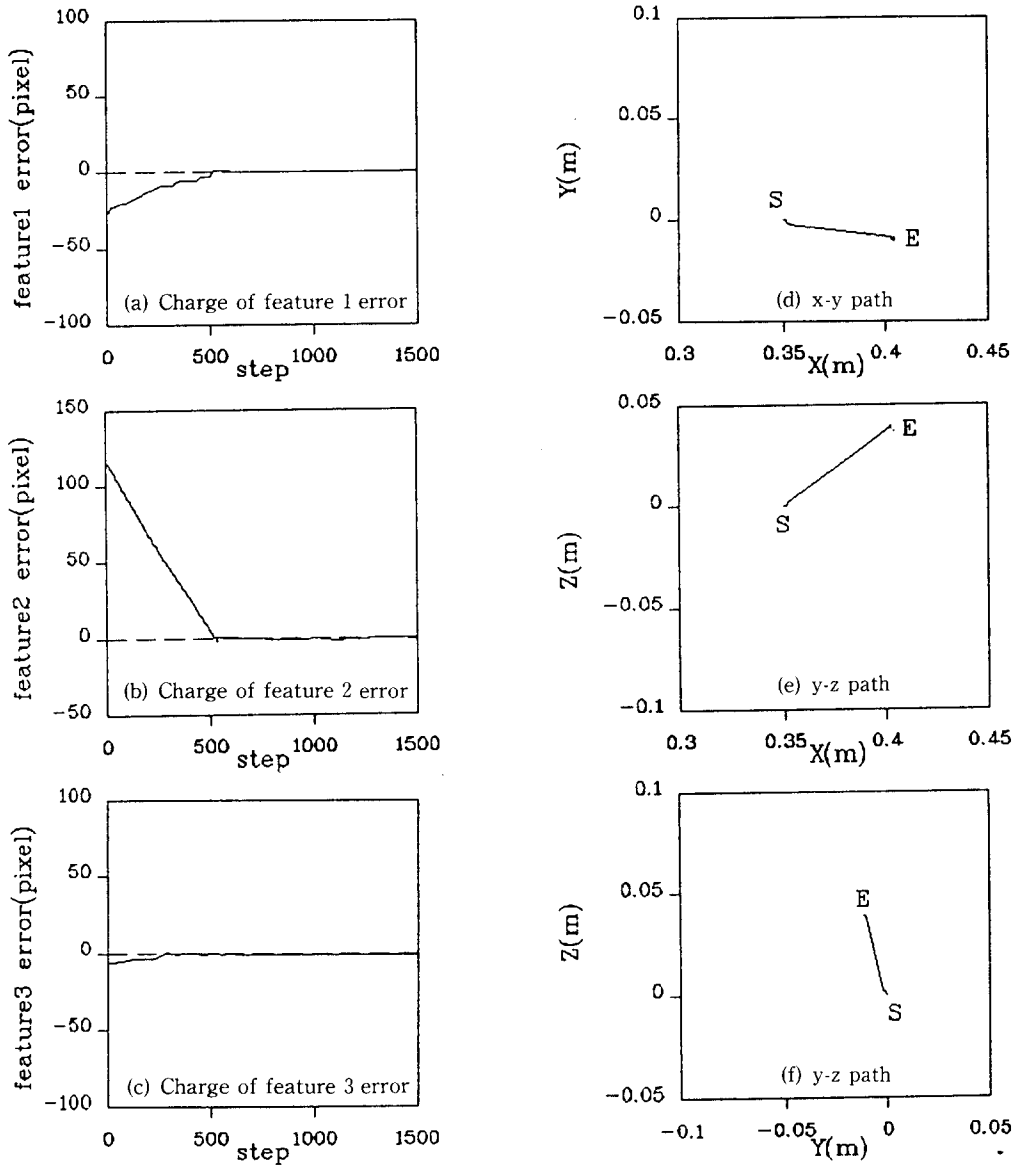 100
50
0
-50
-100
feature1 error(pixel)
(a) Charge of feature 1 error
0
500
1000
1500
step
0.1
0.05
0
-0.05
Y(m)
S
E
(d) x-y path
0.3
0.35
0.4
0.45
X(m)
150
100
50
0
-50
feature2 error(pixel)
(b) Charge of feature 2 error
0
500
1000
1500
step
0.05
0
-0.05
-0.1
Z(m)
E
S
(e) y-z path
0.3
0.35
0.4
0.45
X(m)
100
50
0
-50
-100
feature3 error(pixel)
(c) Charge of feature 3 error
0
500
1000
1500
step
0.1
0.05
0
-0.05
Z(m)
E
S
(f) y-z path
-0.1
-0.05
0
0.05
Y(m)